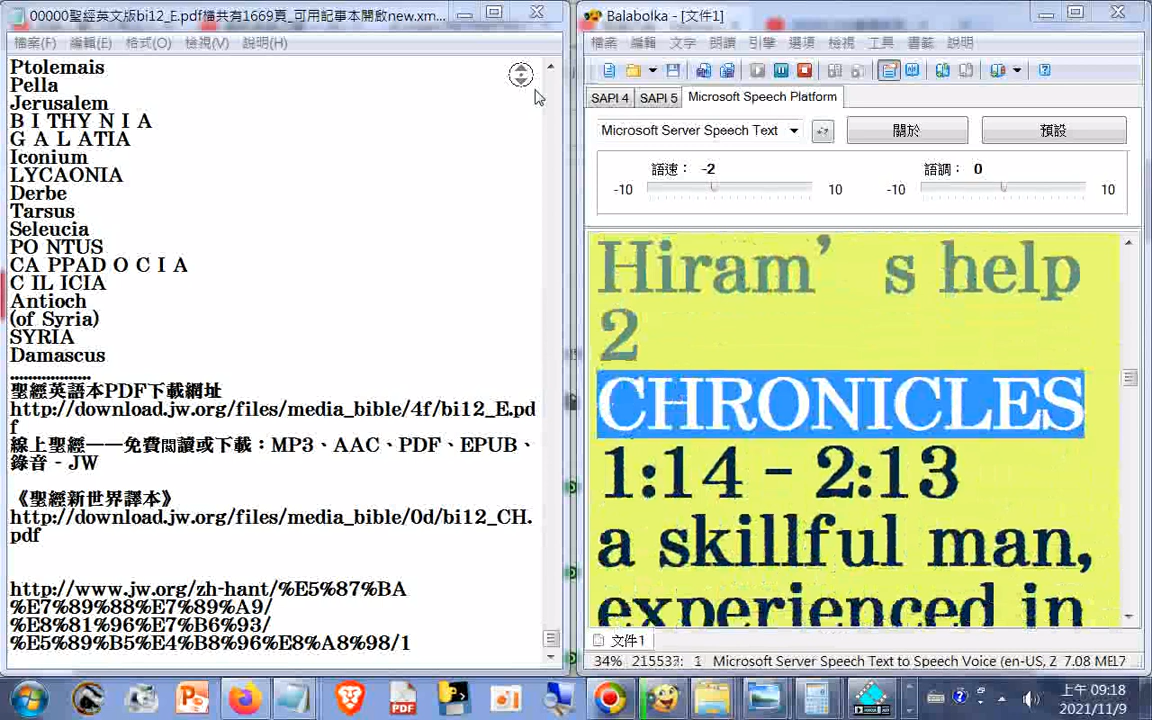 00000聖經英文版bi12_E.pdf檔共有1669頁_可用記事本開啟new.xm...
檔案(F) 編輯(E) 格式(O) 檢視(V) 說明(H)
Ptolemais
Pella
Jerusalem
B I THY N I A
G A L ATIA
Iconium
LYCAONIA
Derbe
Tarsus
Seleucia
PO NTUS
CA PPAD O C I A
C IL ICIA
Antioch
(of Syria)
SYRIA
Damascus
..................
聖經英語本PDF下載網址
http://download.jw.org/files/media_bible/4f/bi12_E.pd
f
線上聖經——免費閱讀或下載：MP3、AAC、PDF、EPUB、
錄音 - JW
《聖經新世界譯本》
http://download.jw.org/files/media_bible/0d/bi12_CH.
pdf
http://www.jw.org/zh-hant/%E5%87%BA
%E7%89%88%E7%89%A9/
%E8%81%96%E7%B6%93/
%E5%89%B5%E4%B8%96%E8%A8%98/1
Balabolka - [文件1]
檔案 編輯 文字 朗讀 引擎 選項 檢視 工具 書籤 說明
SAPI 4 SAPI 5 Microsoft Speech Platform
Microsoft Server Speech Text 關於 預設
語速： -2 語調： 0
-10 10 -10 10
Hiram’s help
2
CHRONICLES
1:14 – 2:13
a skillful man,
experienced in
文件1
34% 1 Microsoft Server Speech Text to Speech Voice (en-US, Z 7.08 ME
PDF
上午 09:18
2021/11/9